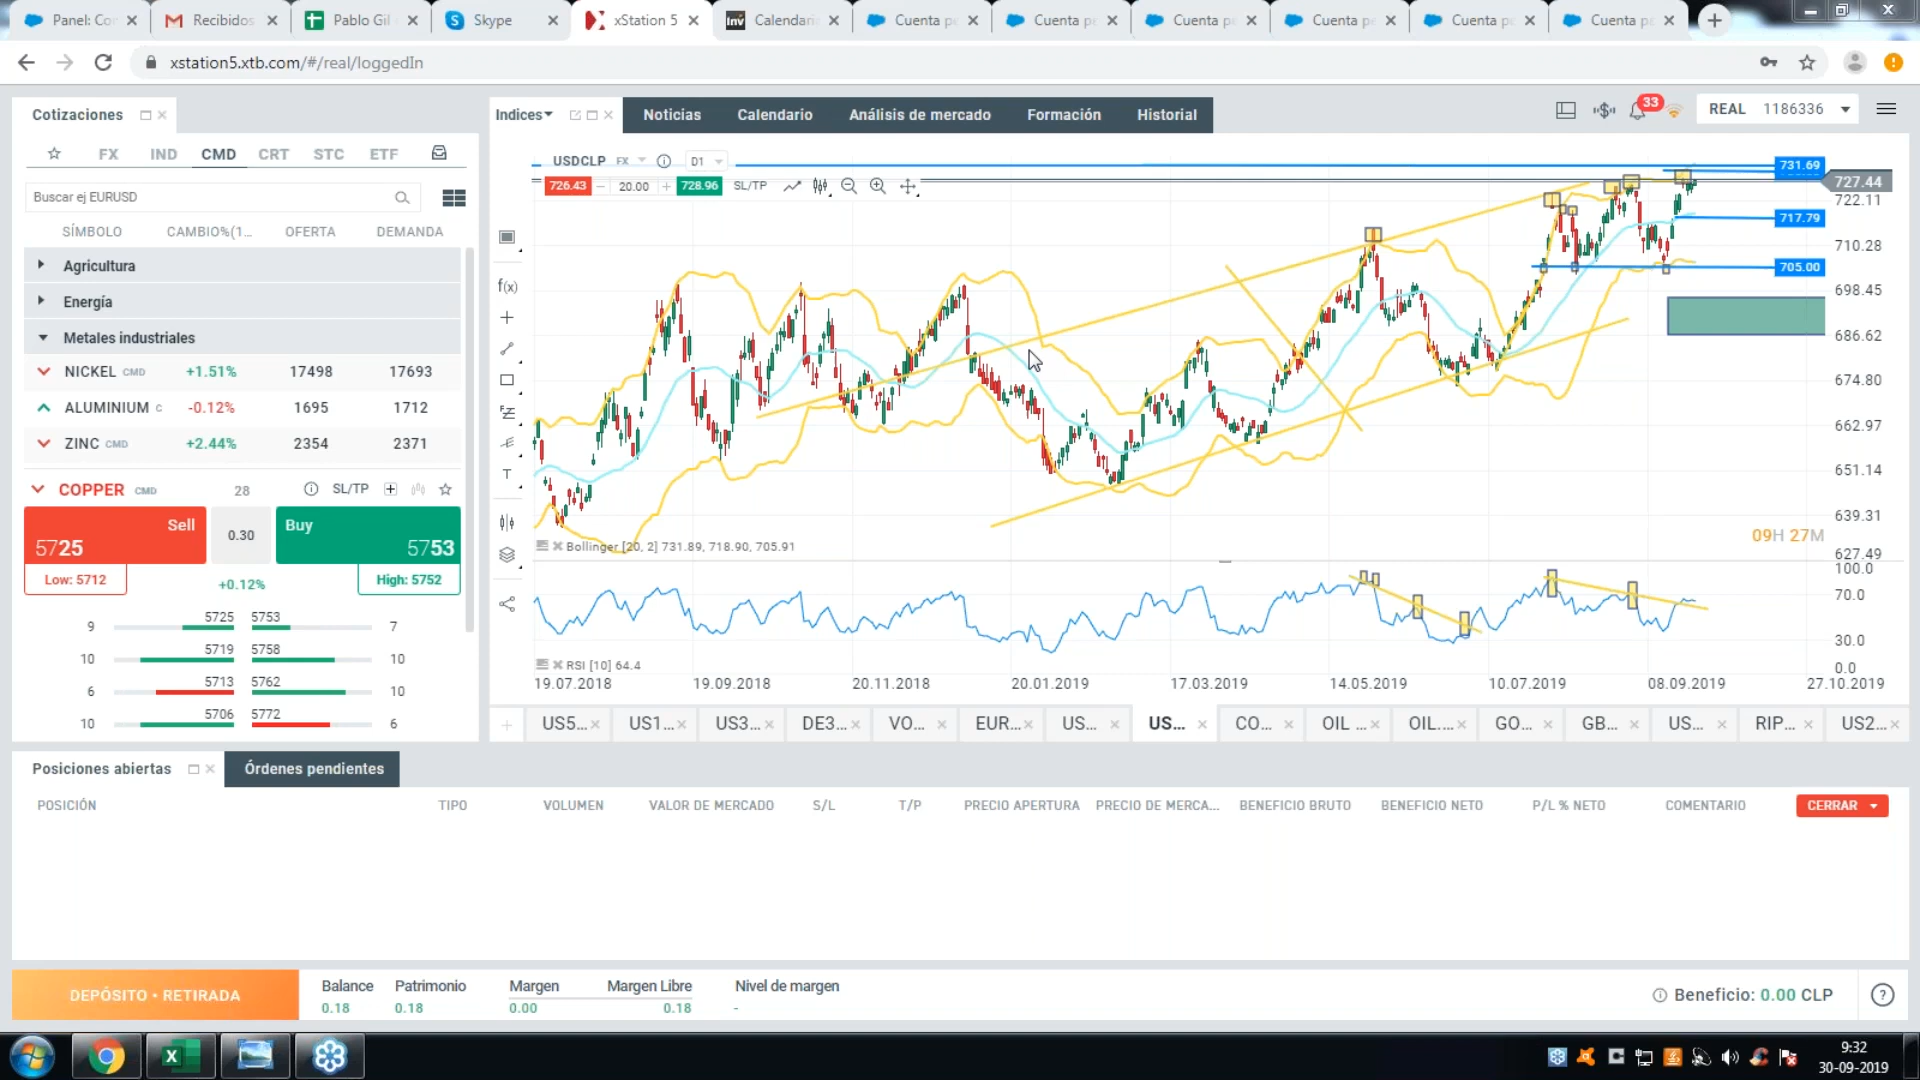 Panel: Con
Recibidos
Pablo Gil
Skype
xStation 5
Calendari
Cuenta pe
Cuenta pe
Cuenta pe
Cuenta pe
Cuenta pe
Cuenta pe
xstation5.xtb.com/#/real/loggedIn
Cotizaciones
FX IND CMD CRT STC ETF
Buscar ej EURUSD
SÍMBOLO CAMBIO%(1... OFERTA DEMANDA
Agricultura
Energía
Metales industriales
NICKEL CMD +1.51% 17498 17693
ALUMINIUM C -0.12% 1695 1712
ZINC CMD +2.44% 2354 2371
COPPER CMD 28 SL/TP
Sell 5725
0.30
Buy 5753
Low: 5712
+0.12%
High: 5752
9 5725 5753 7
10 5719 5758 10
6 5713 5762 10
10 5706 5772 6
Indices
Noticias
Calendario
Análisis de mercado
Formación
Historial
33
REAL 1186336
USDCLP FX D1
726.43 20.00 728.96 SL/TP
f(x)
T
731.69
727.44
722.11
717.79
710.28
705.00
698.45
686.62
674.80
662.97
651.14
639.31
09H 27M
627.49
Bollinger [20, 2] 731.89, 718.90, 705.91
100.0
70.0
30.0
0.0
RSI [10] 64.4
19.07.2018 19.09.2018 20.11.2018 20.01.2019 17.03.2019 14.05.2019 10.07.2019 08.09.2019 27.10.2019
US5... US1... US3... DE3... VO... EUR... US... US... CO... OIL ... OIL.... GO... GB... US... RIP... US2...
Posiciones abiertas
Órdenes pendientes
POSICIÓN TIPO VOLUMEN VALOR DE MERCADO S/L T/P PRECIO APERTURA PRECIO DE MERCA... BENEFICIO BRUTO BENEFICIO NETO P/L % NETO COMENTARIO CERRAR
DEPÓSITO • RETIRADA
Balance Patrimonio Margen Margen Libre Nivel de margen
0.18 0.18 0.00 0.18 -
Beneficio: 0.00 CLP
9:32
30-09-2019